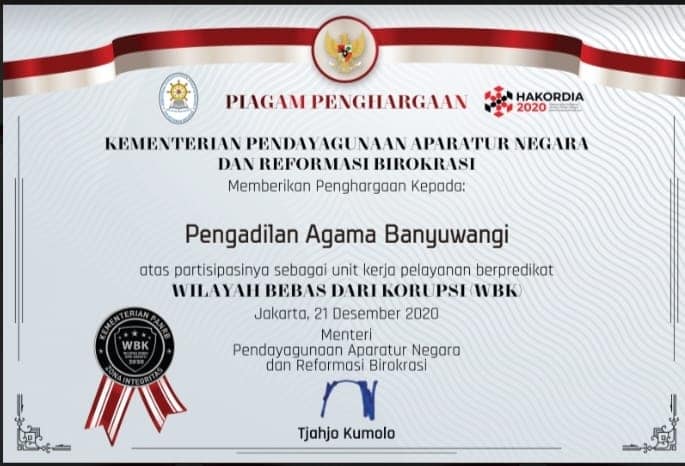 PIAGAM PENGHARGAAN
HAKORDIA
2020
KEMENTERIAN PENDAYAGUNAAN APARATUR NEGARA
DAN REFORMASI BIROKRASI
Memberikan Penghargaan Kepada:
Pengadilan Agama Banyuwangi
atas partisipasinya sebagai unit kerja pelayanan berpredikat
WILAYAH BEBAS DARI KORUPSI (WBK)
Jakarta, 21 Desember 2020
Menteri
Pendayagunaan Aparatur Negara
dan Reformasi Birokrasi
KEMENTERIAN PANRB
WBK
ZONA INTEGRITAS
Tjahjo Kumolo